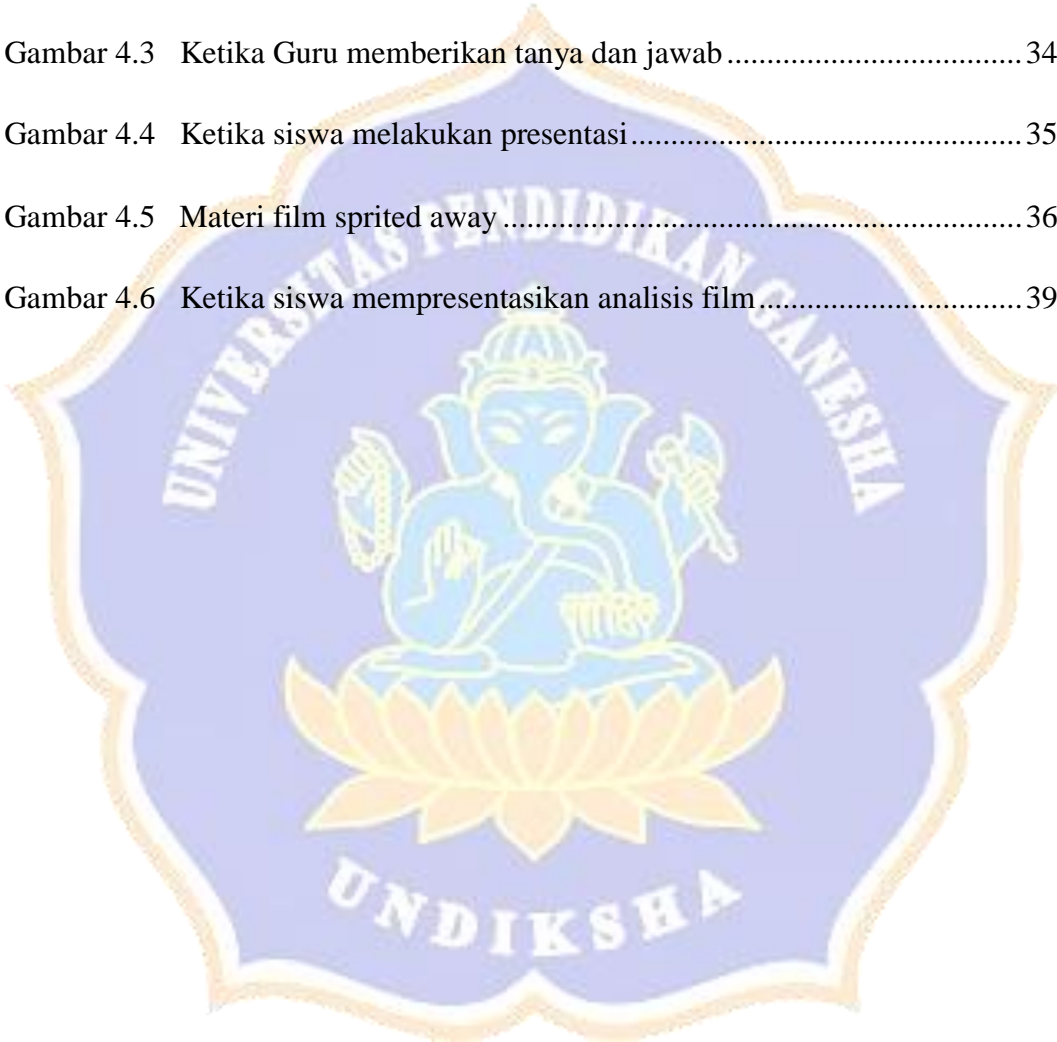 Gambar 4.3 Ketika Guru memberikan tanya dan jawab .................................. 34
Gambar 4.4 Ketika siswa melakukan presentasi ............................................. 35
Gambar 4.5 Materi film sprited away ............................................................ 36
Gambar 4.6 Ketika siswa mempresentasikan analisis film .............................. 39
UNIVERSITAS PENDIDIKAN GANESHA
UNDIKSHA